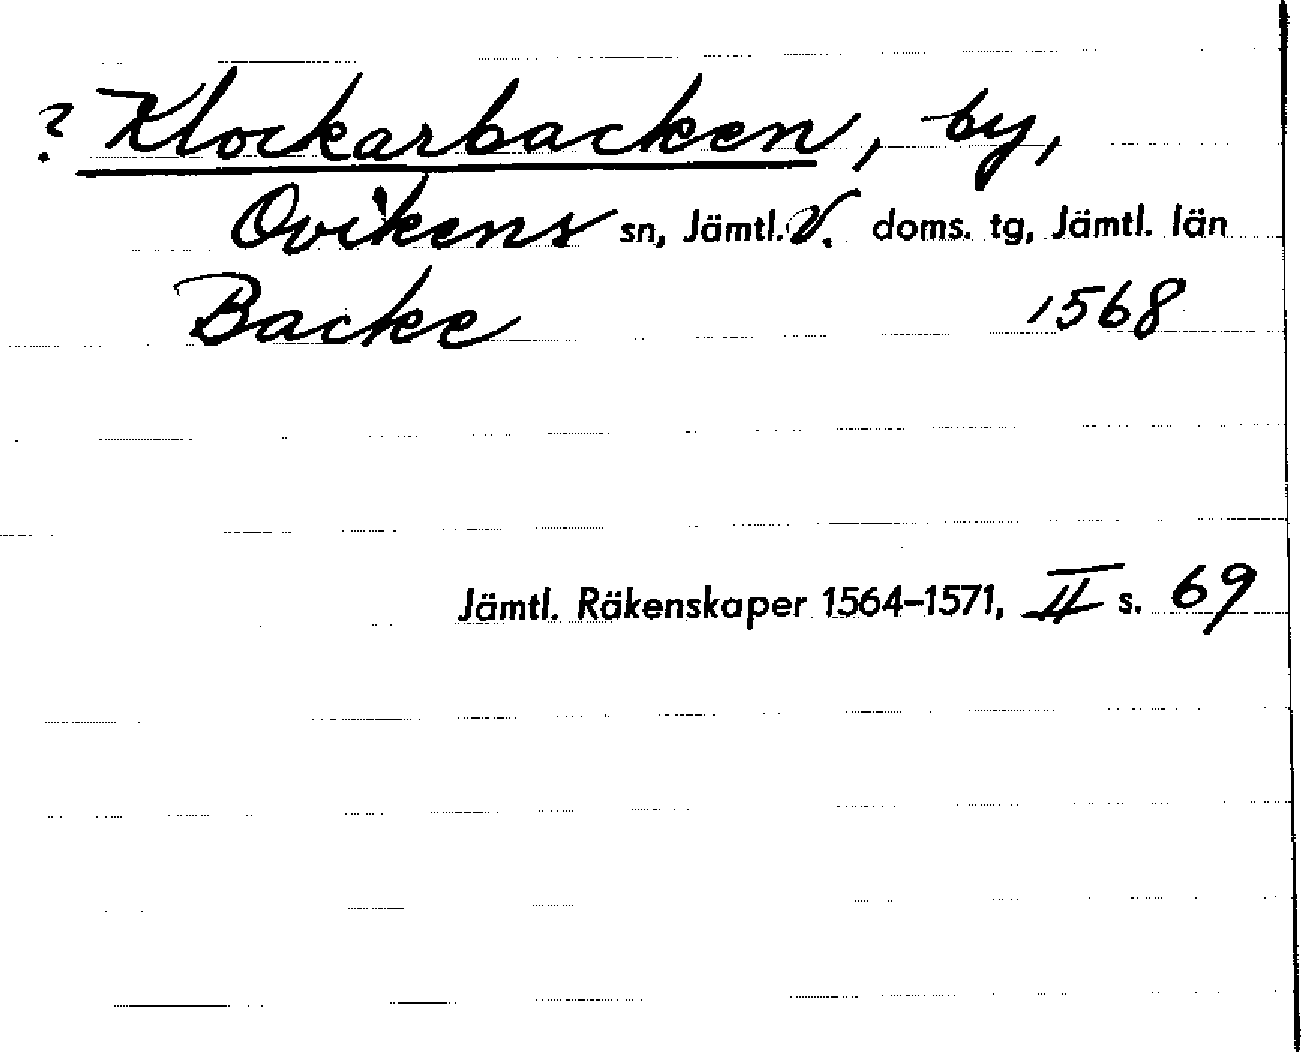 ? Klockarbacken, by,
Ovikens sn, Jämtl. V. doms. tg, Jämtl. län
Backe 1568
Jämtl. Räkenskaper 1564–1571, II s. 69